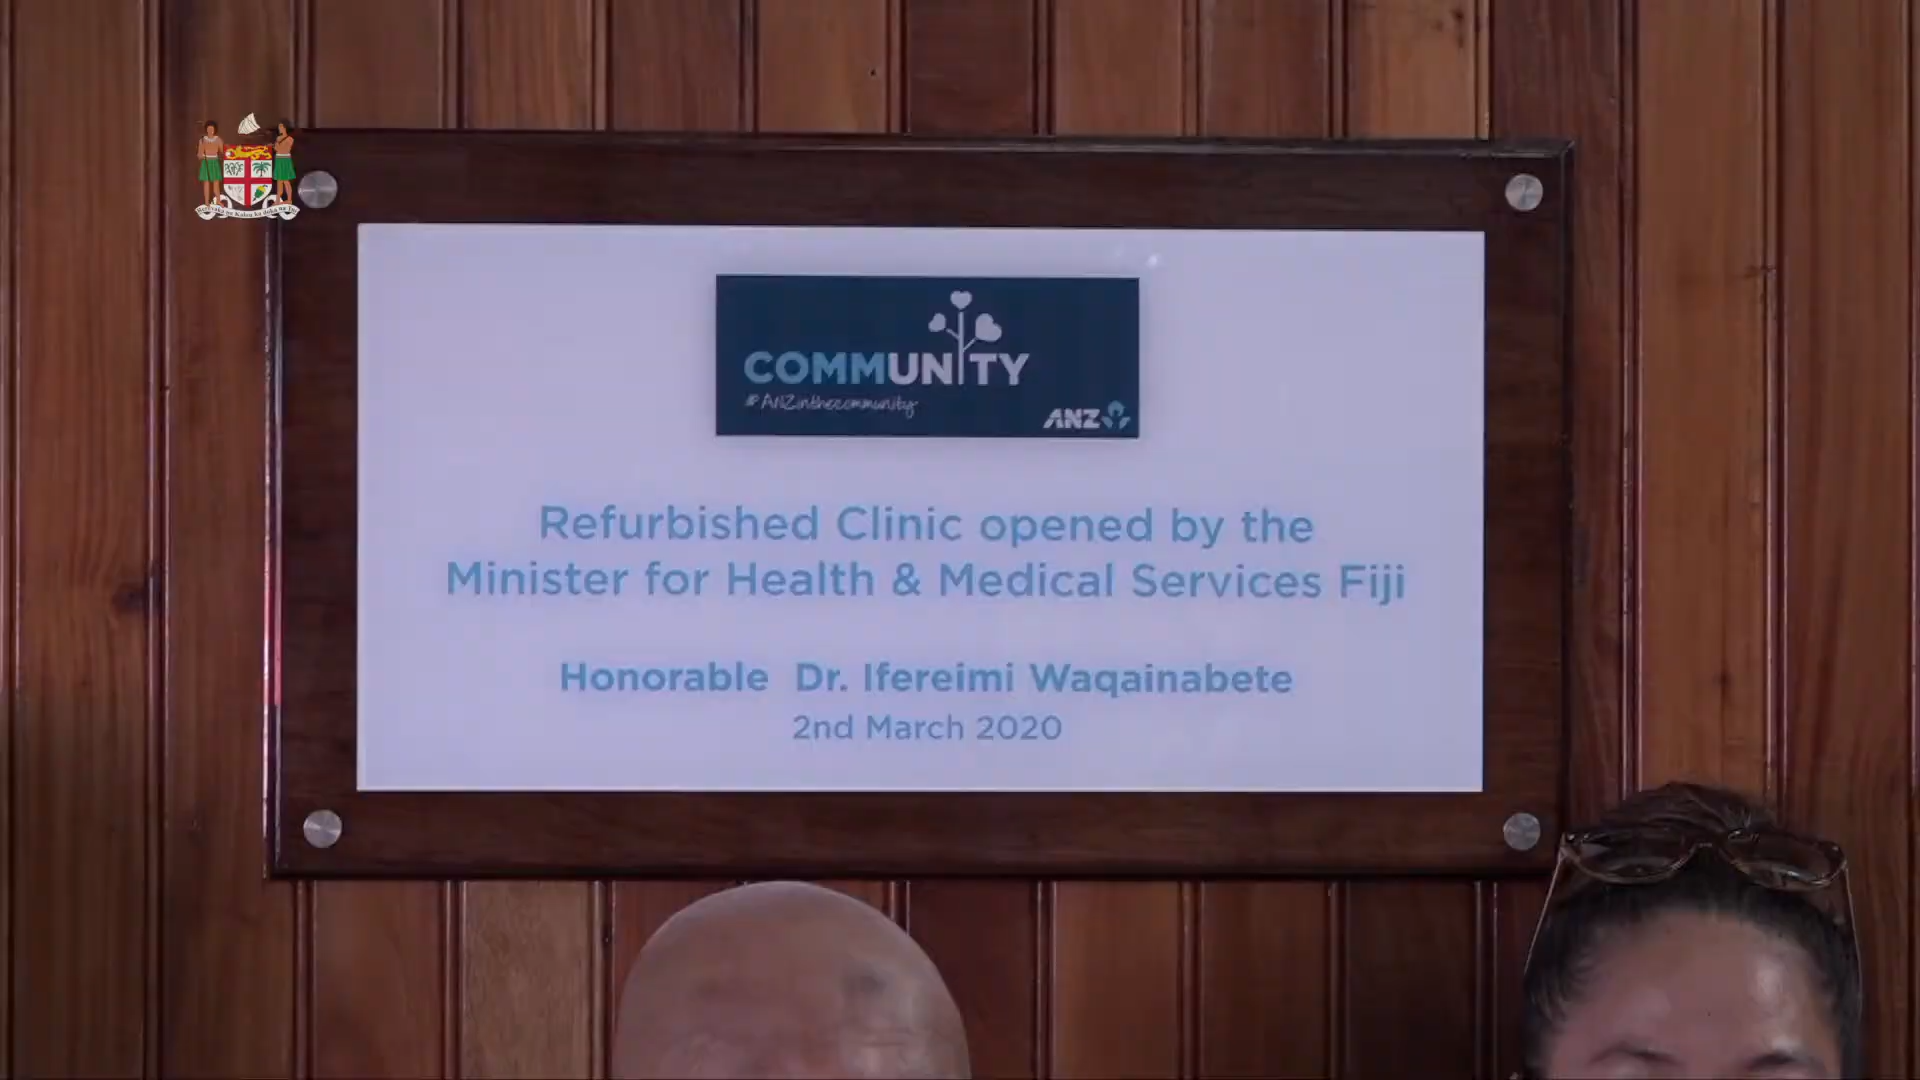 COMMUNITY
#ANZinthecommunity
ANZ
Refurbished Clinic opened by the
Minister for Health & Medical Services Fiji
Honorable Dr. Ifereimi Waqainabete
2nd March 2020